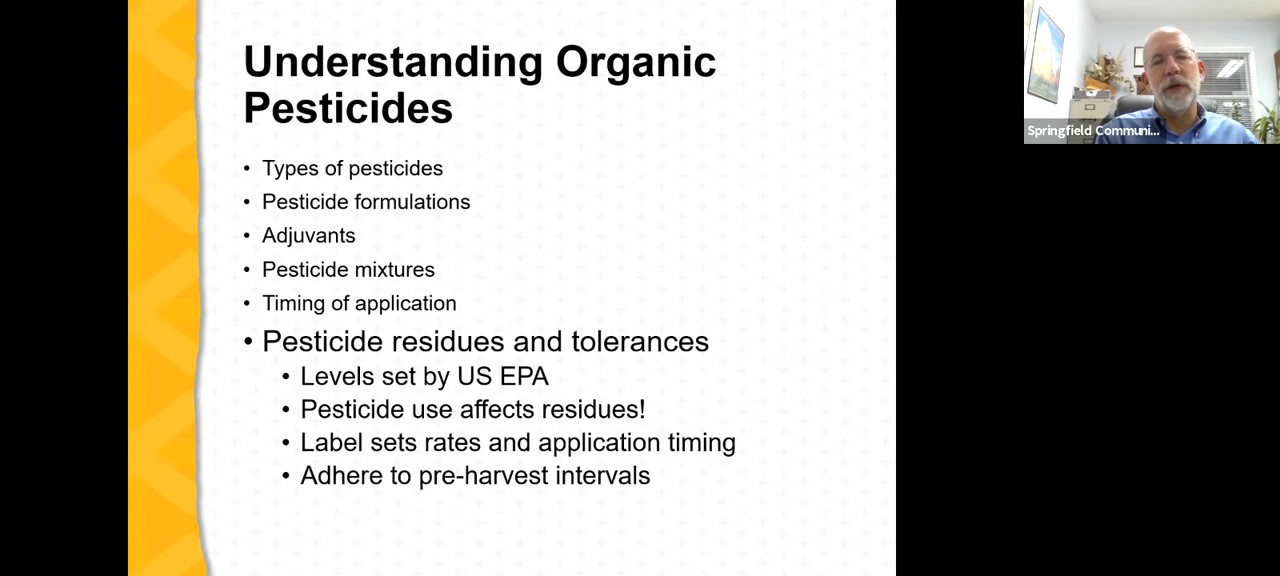 Understanding Organic
Pesticides
• Types of pesticides
• Pesticide formulations
• Adjuvants
• Pesticide mixtures
• Timing of application
• Pesticide residues and tolerances
• Levels set by US EPA
• Pesticide use affects residues!
• Label sets rates and application timing
• Adhere to pre-harvest intervals
Springfield Communi...